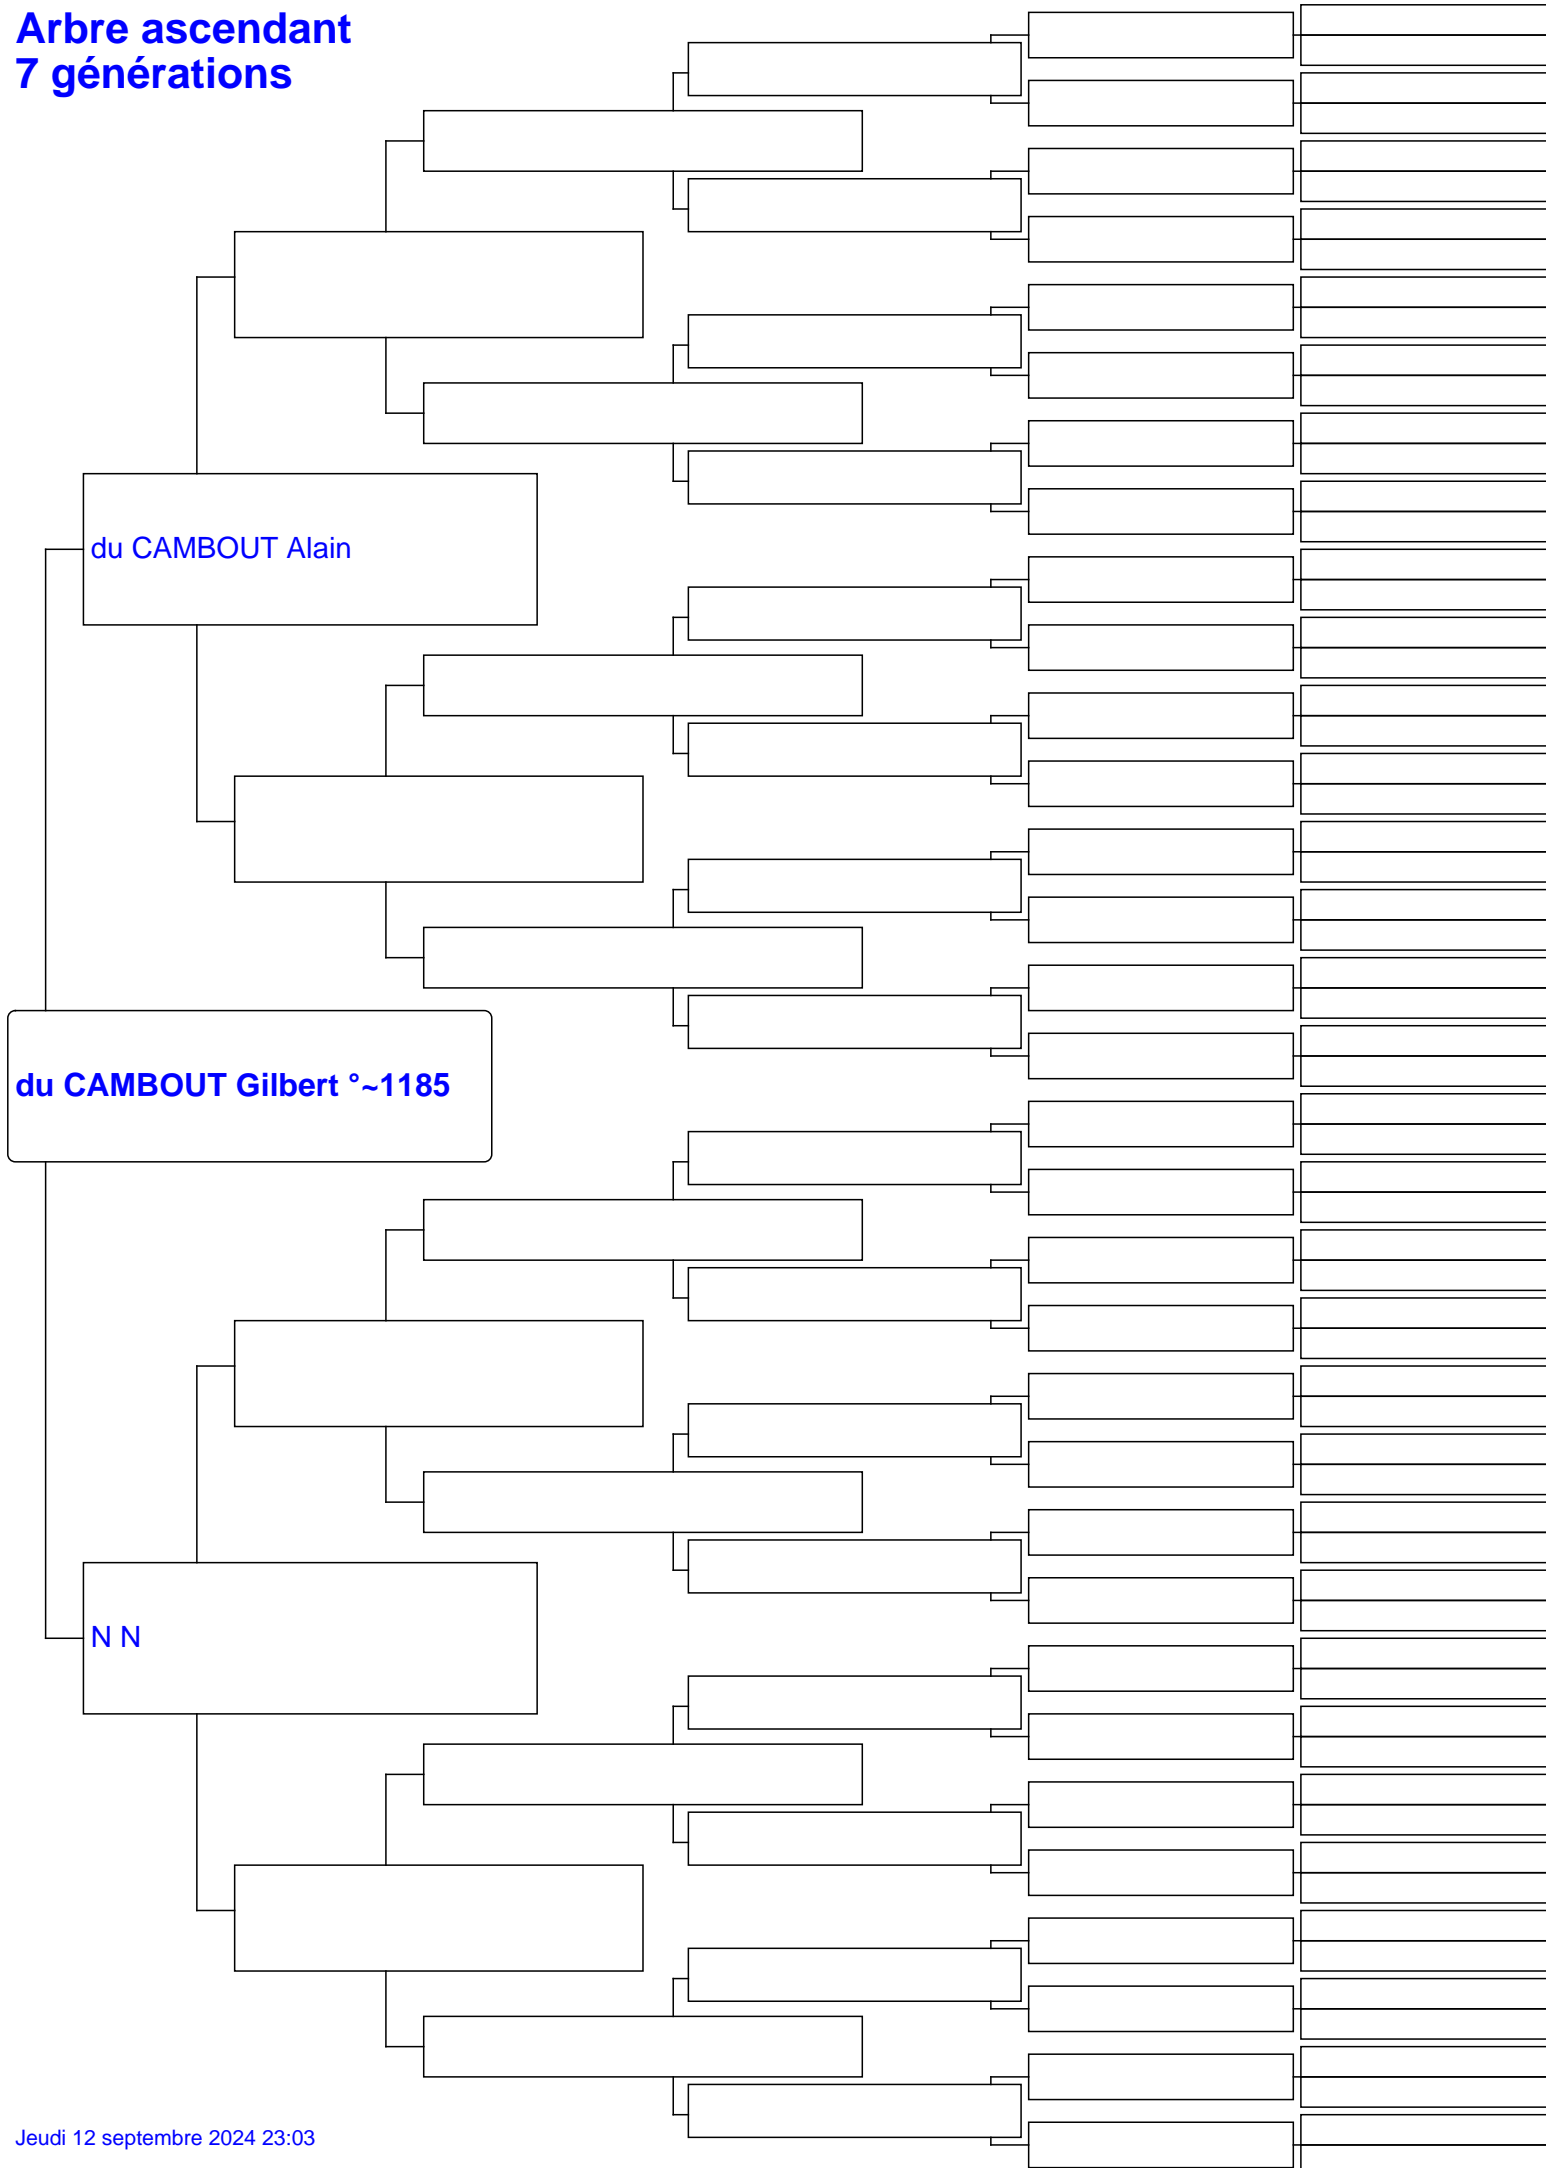 Arbre ascendant
7 générations
du CAMBOUT Alain
du CAMBOUT Gilbert °~1185
N N
Jeudi 12 septembre 2024 23:03